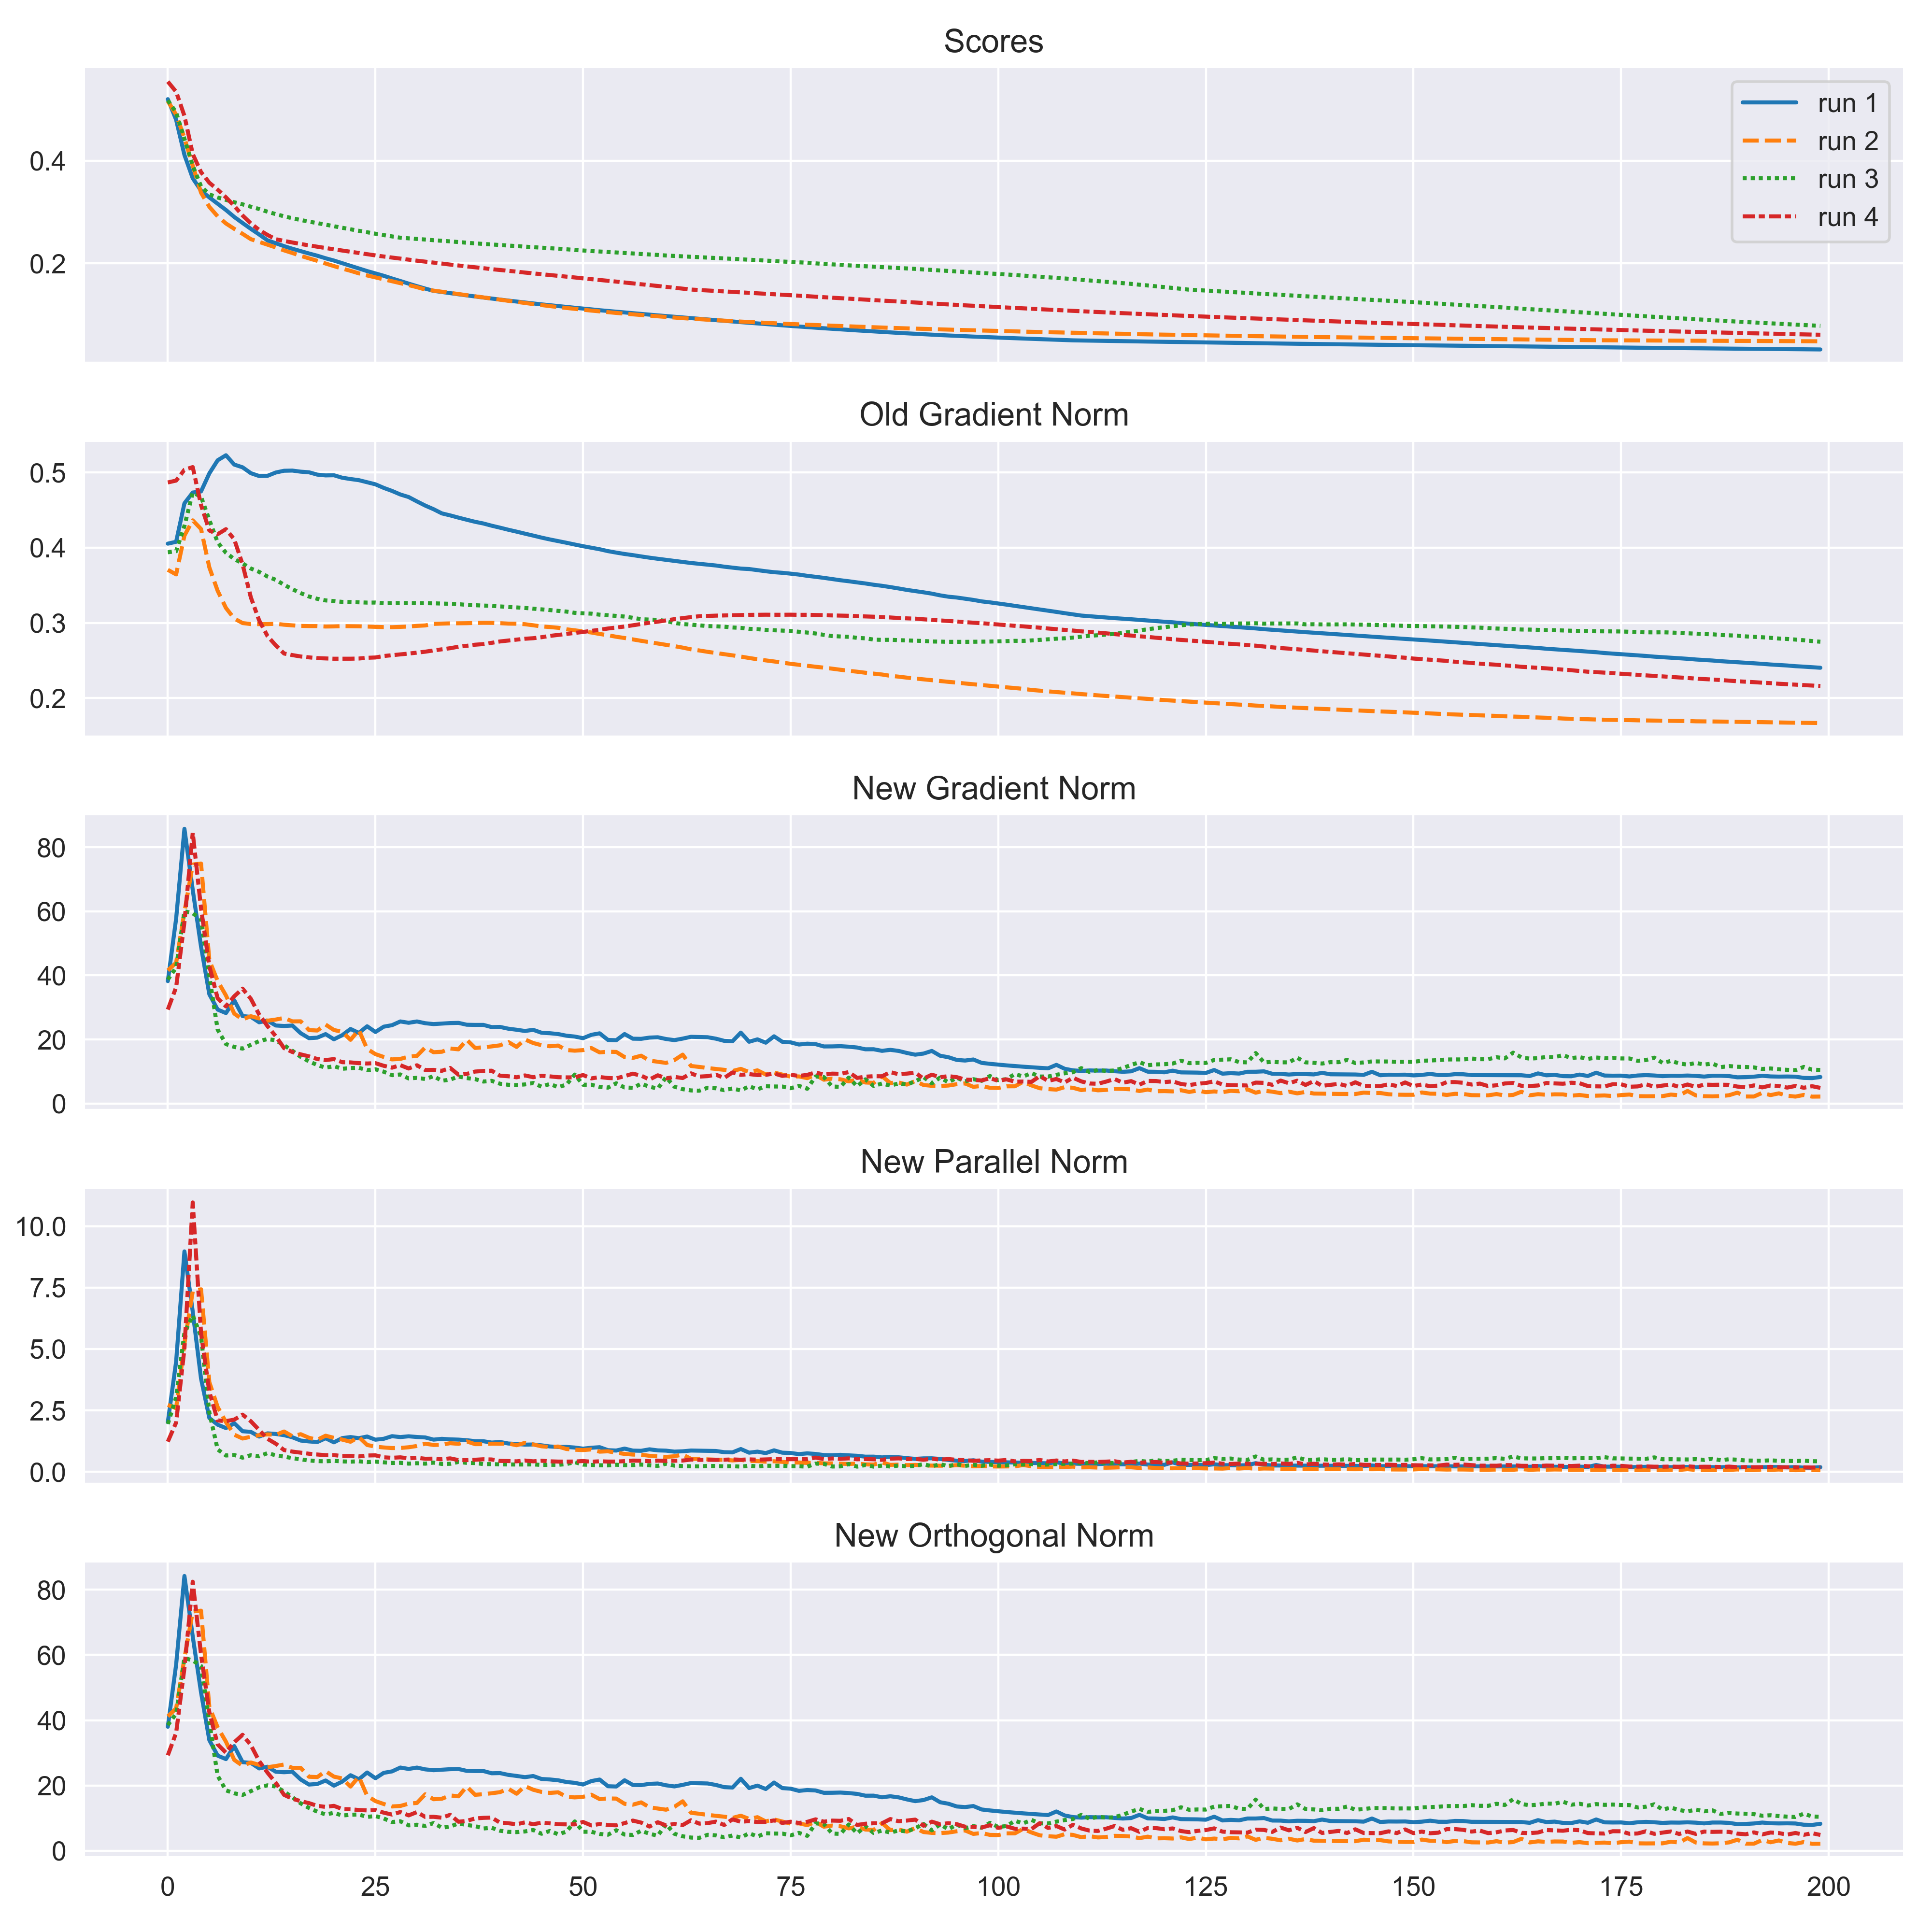 Scores
0.4
0.2
run 1
run 2
run 3
run 4
Old Gradient Norm
0.5
0.4
0.3
0.2
New Gradient Norm
80
60
40
20
0
New Parallel Norm
10.0
7.5
5.0
2.5
0.0
New Orthogonal Norm
80
60
40
20
0
0 25 50 75 100 125 150 175 200